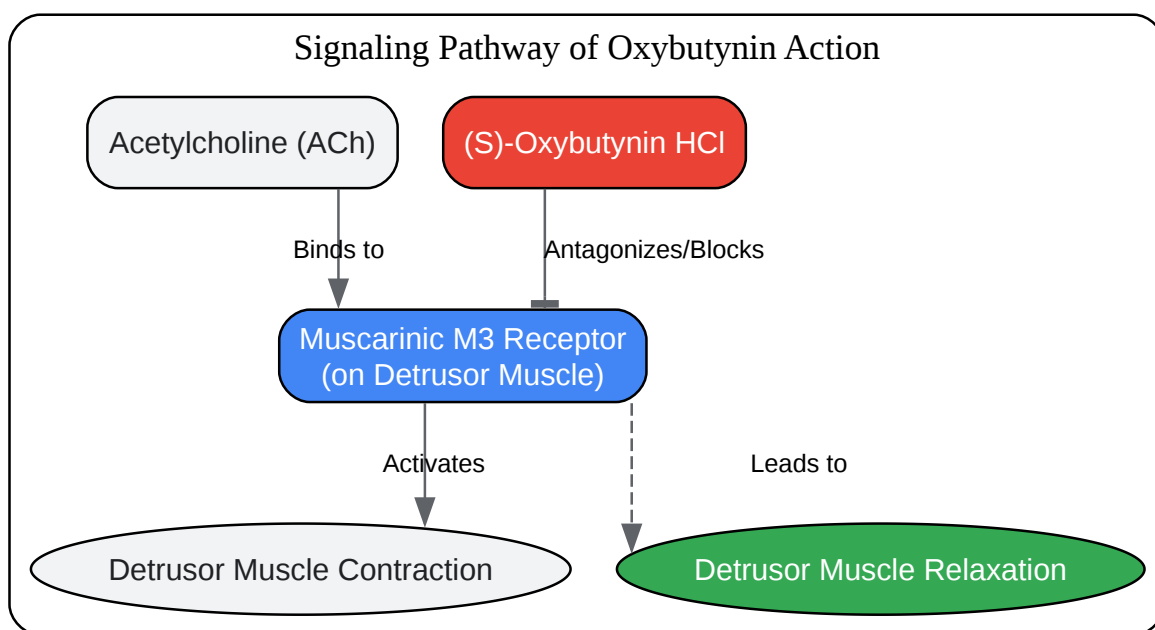 Signaling Pathway of Oxybutynin Action
Acetylcholine (ACh)
(S)-Oxybutynin HCl
Binds to
Antagonizes/Blocks
Muscarinic M3 Receptor
(on Detrusor Muscle)
Activates
Leads to
Detrusor Muscle Contraction
Detrusor Muscle Relaxation